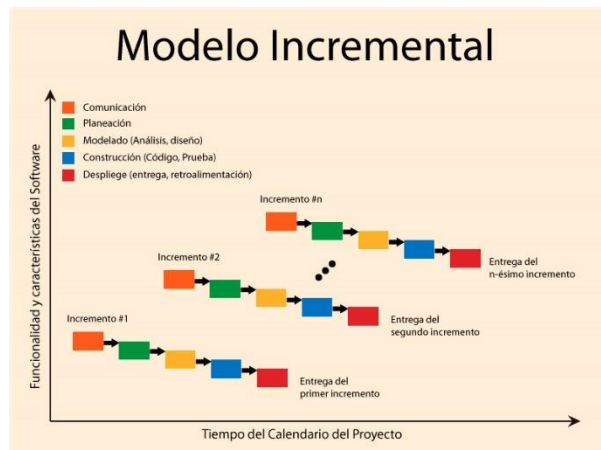 Modelo Incremental
Funcionalidad y características del Software
Comunicación
Planeación
Modelado (Análisis, diseño)
Construcción (Código, Prueba)
Despliege (entrega, retroalimentación)
Incremento #n
Entrega del
n-ésimo incremento
Incremento #2
Entrega del
segundo incremento
Incremento #1
Entrega del
primer incremento
Tiempo del Calendario del Proyecto